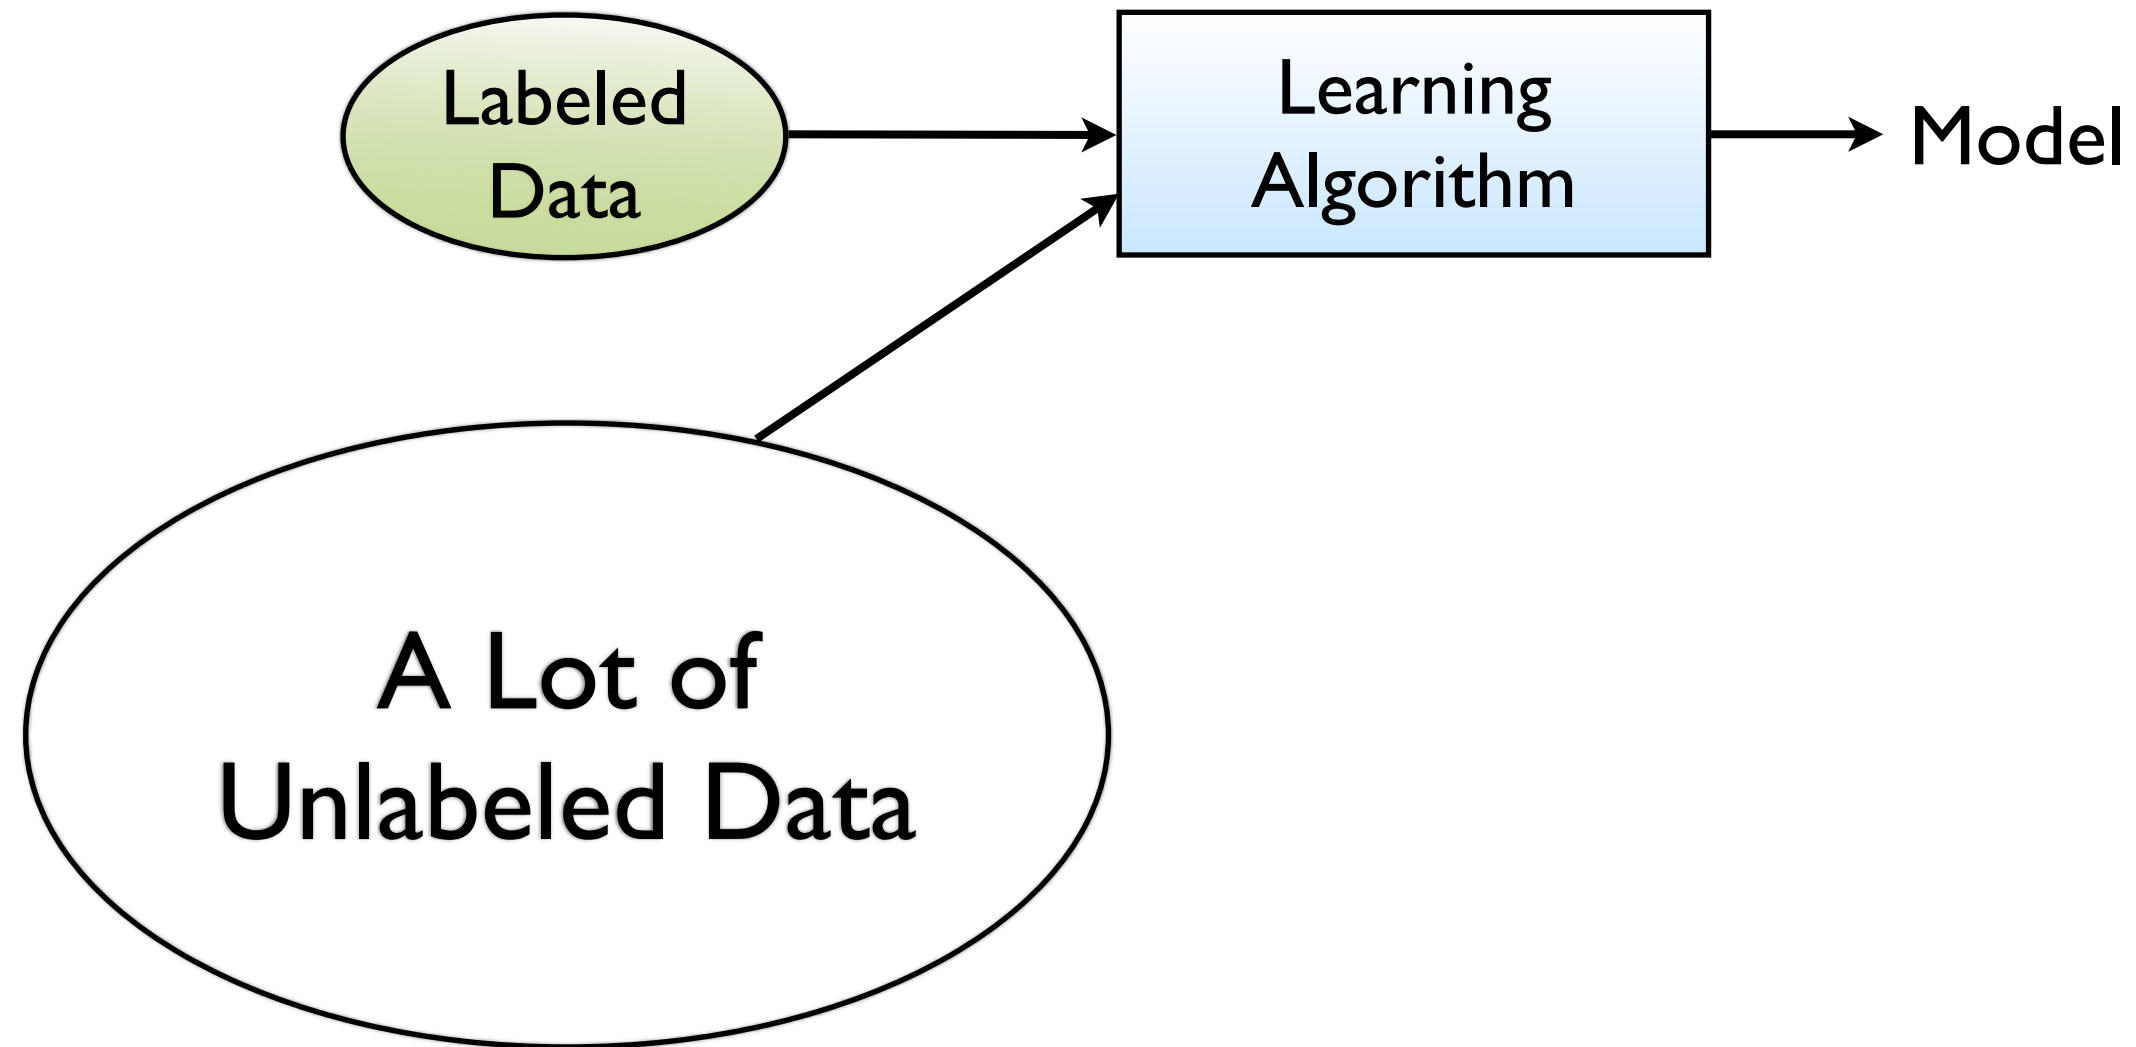 Labeled
Data
Learning
Algorithm
Model
A Lot of
Unlabeled Data